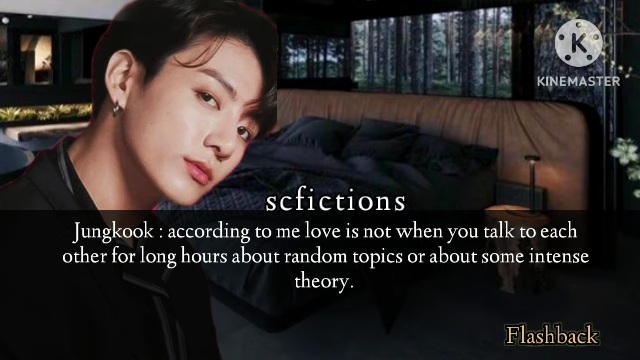 KINEMASTER
scfictions
Jungkook : according to me love is not when you talk to each
other for long hours about random topics or about some intense
theory.
Flashback